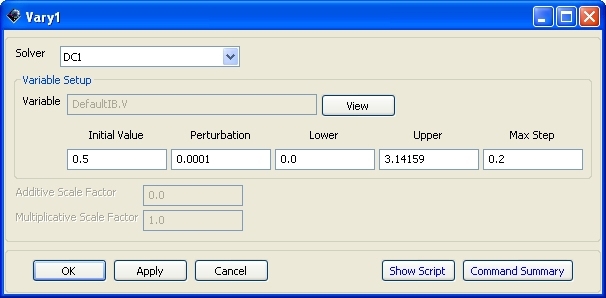 Vary1
Solver DC1
Variable Setup
Variable DefaultIB.V View
Initial Value Perturbation Lower Upper Max Step
0.5 0.0001 0.0 3.14159 0.2
Additive Scale Factor 0.0
Multiplicative Scale Factor 1.0
OK Apply Cancel Show Script Command Summary